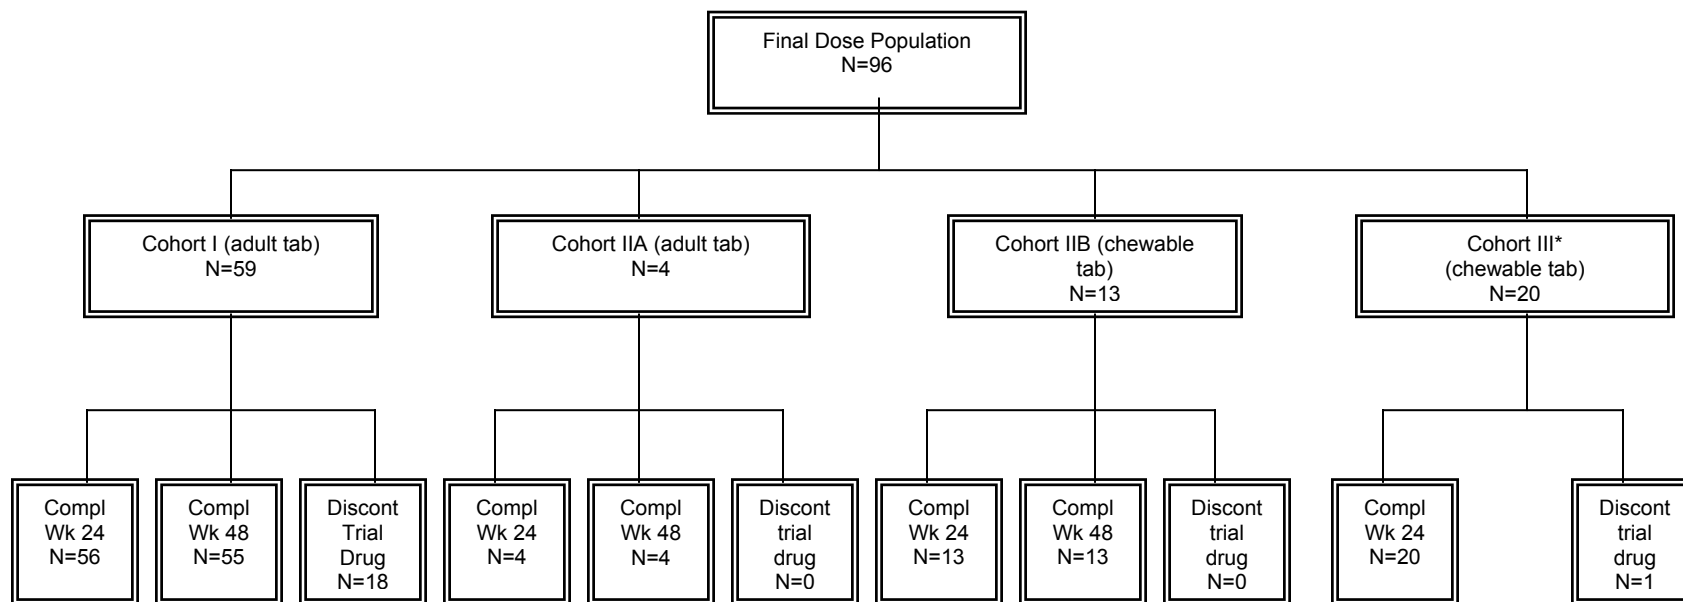 Final Dose Population
N=96
Cohort I (adult tab)
N=59
Cohort IIA (adult tab)
N=4
Cohort IIB (chewable
tab)
N=13
Cohort III*
(chewable tab)
N=20
Compl
Wk 24
N=56
Compl
Wk 48
N=55
Discont
Trial
Drug
N=18
Compl
Wk 24
N=4
Compl
Wk 48
N=4
Discont
trial
drug
N=0
Compl
Wk 24
N=13
Compl
Wk 48
N=13
Discont
trial
drug
N=0
Compl
Wk 24
N=20
Discont
trial
drug
N=1